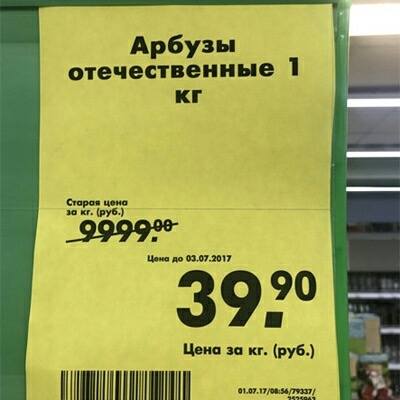 Арбузы
отечественные 1
кг
Старая цена
за кг. (руб.)
9999.00
Цена до 03.07.2017
39.90
Цена за кг. (руб.)
01.07.17/08:56/79337/
2525963